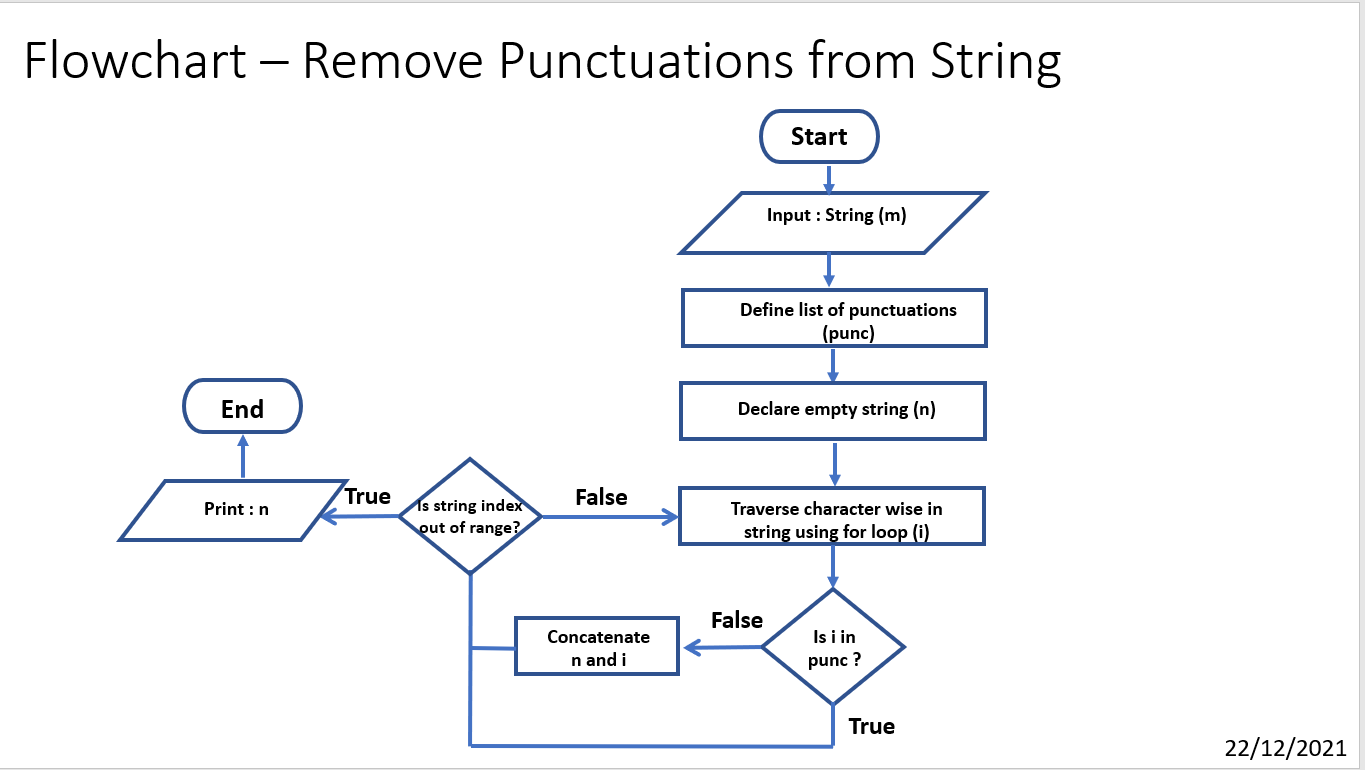 Flowchart – Remove Punctuations from String
Start
Input : String (m)
Define list of punctuations
(punc)
Declare empty string (n)
Traverse character wise in
string using for loop (i)
Is i in
punc ?
False
True
Concatenate
n and i
Is string index
out of range?
False
True
Print : n
End
22/12/2021